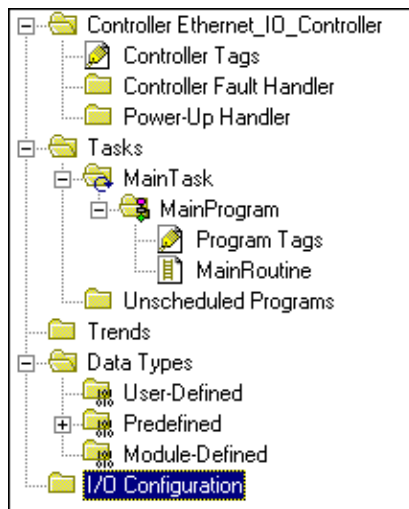 Controller Ethernet_IO_Controller
Controller Tags
Controller Fault Handler
Power-Up Handler
Tasks
MainTask
MainProgram
Program Tags
MainRoutine
Unscheduled Programs
Trends
Data Types
User-Defined
Predefined
Module-Defined
I/O Configuration